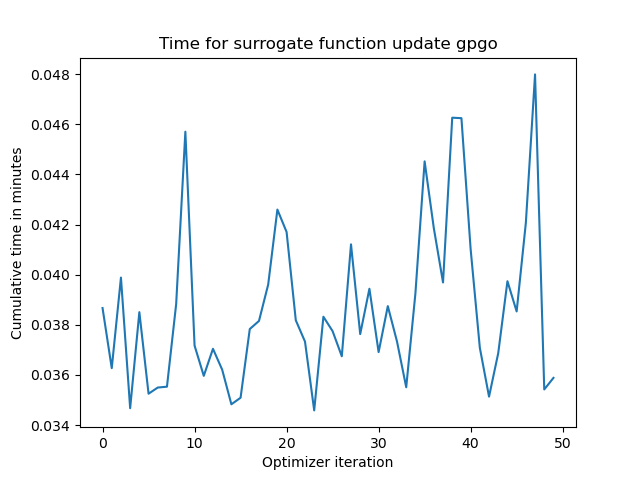 Time for surrogate function update gpgo
Cumulative time in minutes
0.048
0.046
0.044
0.042
0.040
0.038
0.036
0.034
0 10 20 30 40 50
Optimizer iteration